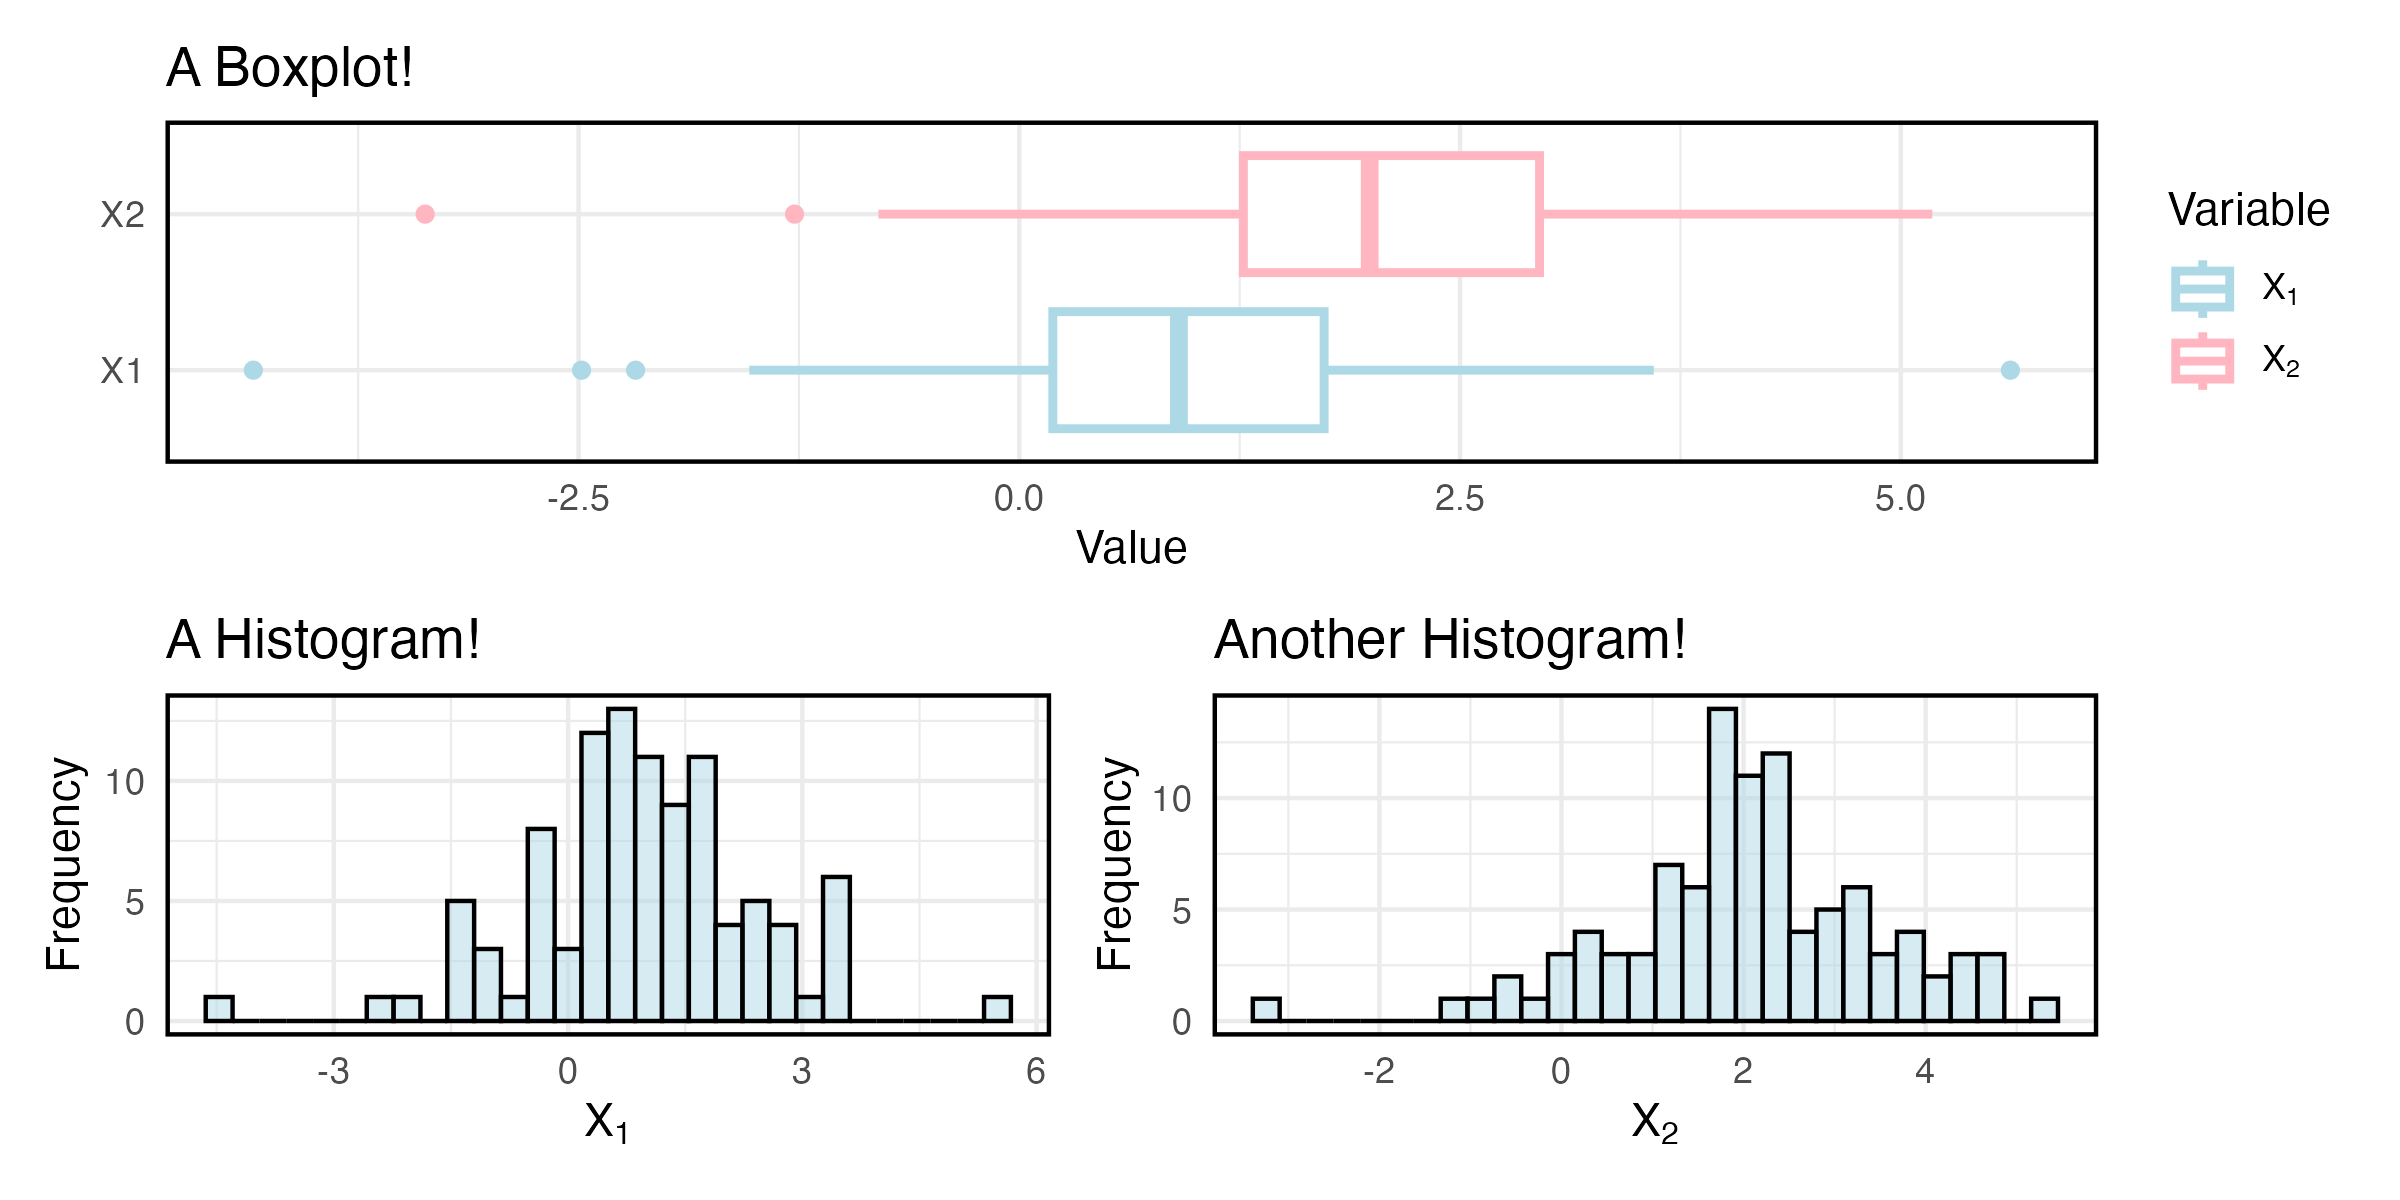 A Boxplot!
X2
X1
-2.5 0.0 2.5 5.0
Value
Variable
X₁
X₂
A Histogram!
Frequency
10
5
0
-3 0 3 6
X₁
Another Histogram!
Frequency
10
5
0
-2 0 2 4
X₂